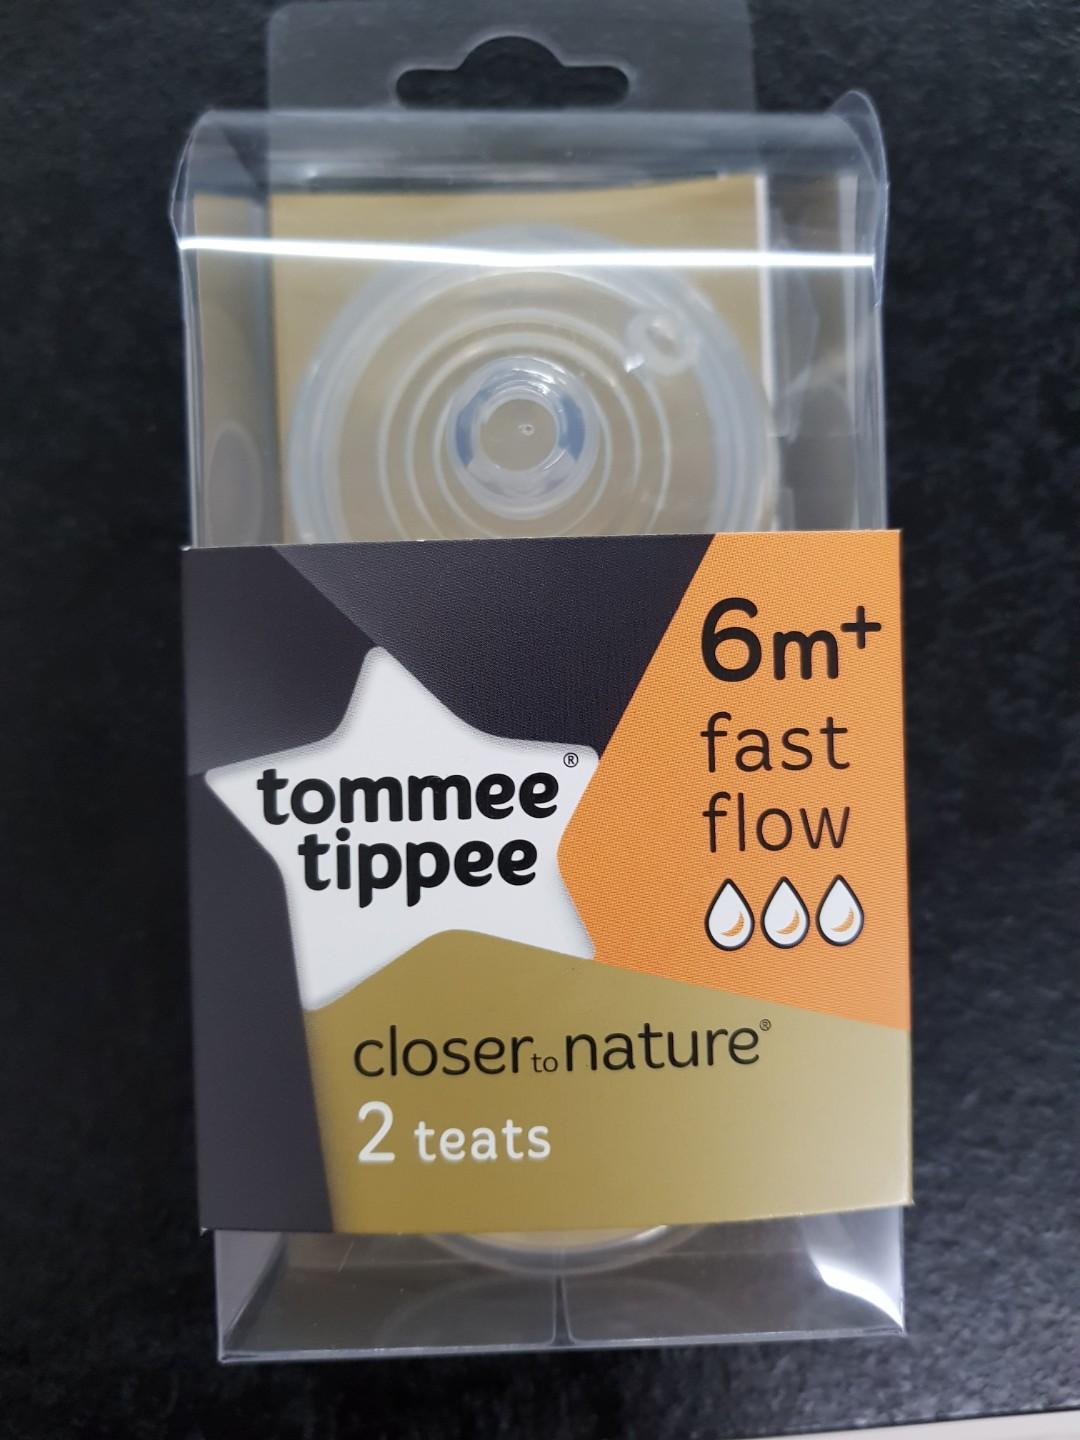 6m+
fast
flow
tommee®
tippee
closer to nature®
2 teats